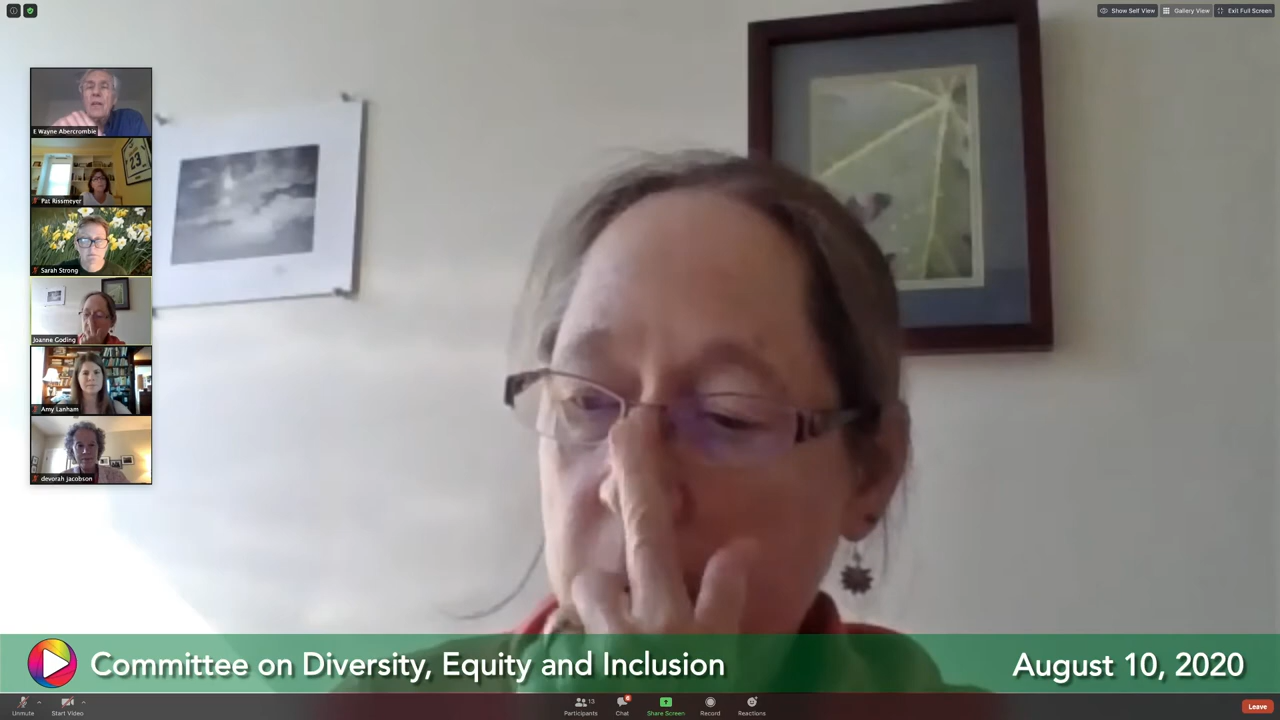 Show Self View
Gallery View
Exit Full Screen
E Wayne Abercrombie
23
Pat Rissmeyer
Sarah Strong
Joanne Goding
Amy Lanham
devorah jacobson
Committee on Diversity, Equity and Inclusion
August 10, 2020
Unmute
Start Video
Participants
13
Chat
Share Screen
Record
Reactions
Leave